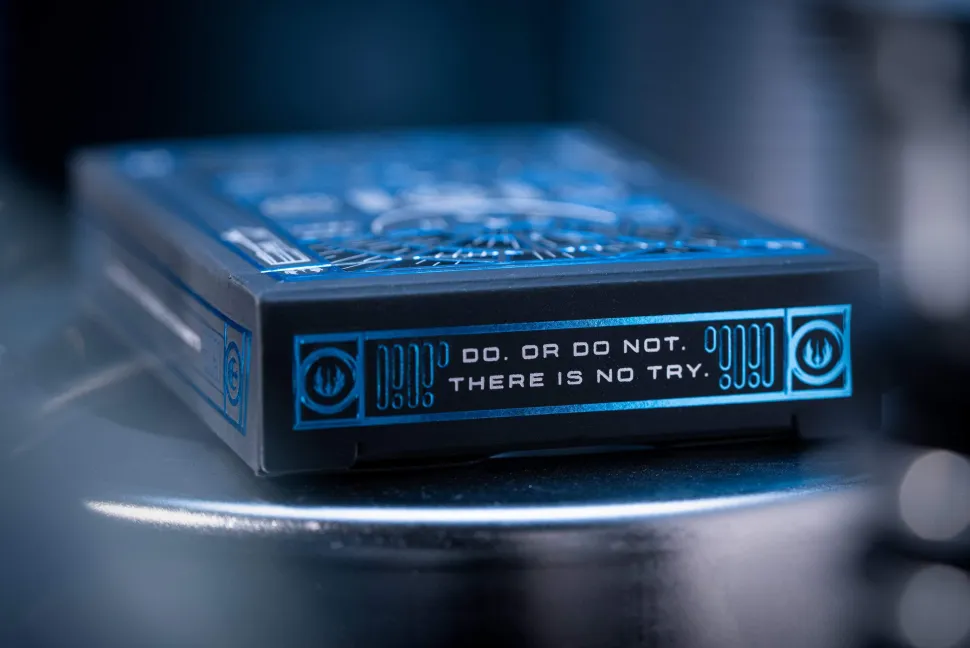 DO. OR DO NOT.
THERE IS NO TRY.